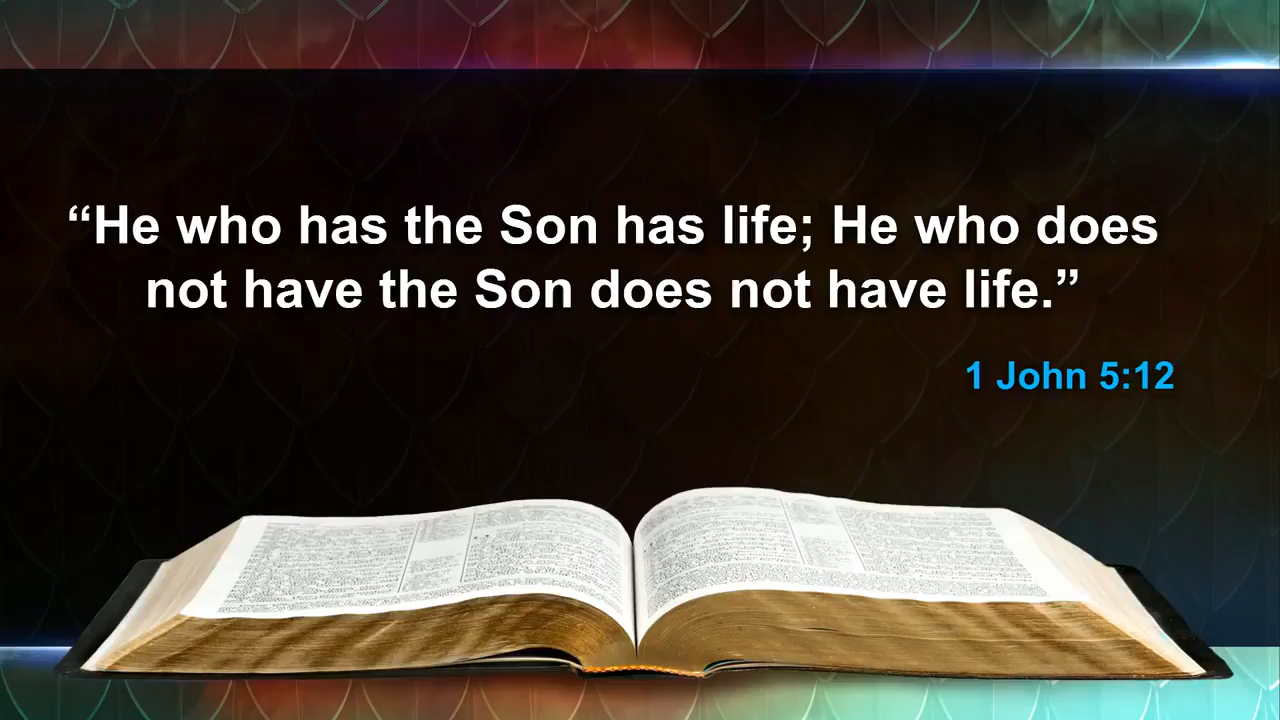 “He who has the Son has life; He who does
not have the Son does not have life.”
1 John 5:12